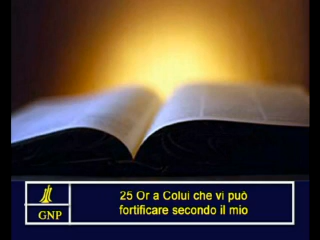 25 Or a Colui che vi può
fortificare secondo il mio
GNP